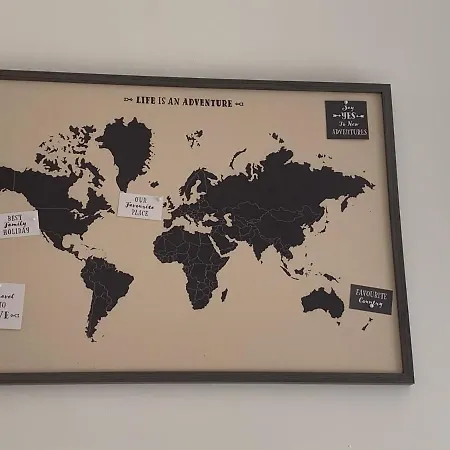 LIFE IS AN ADVENTURE
Say
YES
To New
ADVENTURES
OUR
Favourite
PLACE
BEST
Family
HOLIDAY
FAVOURITE
Country